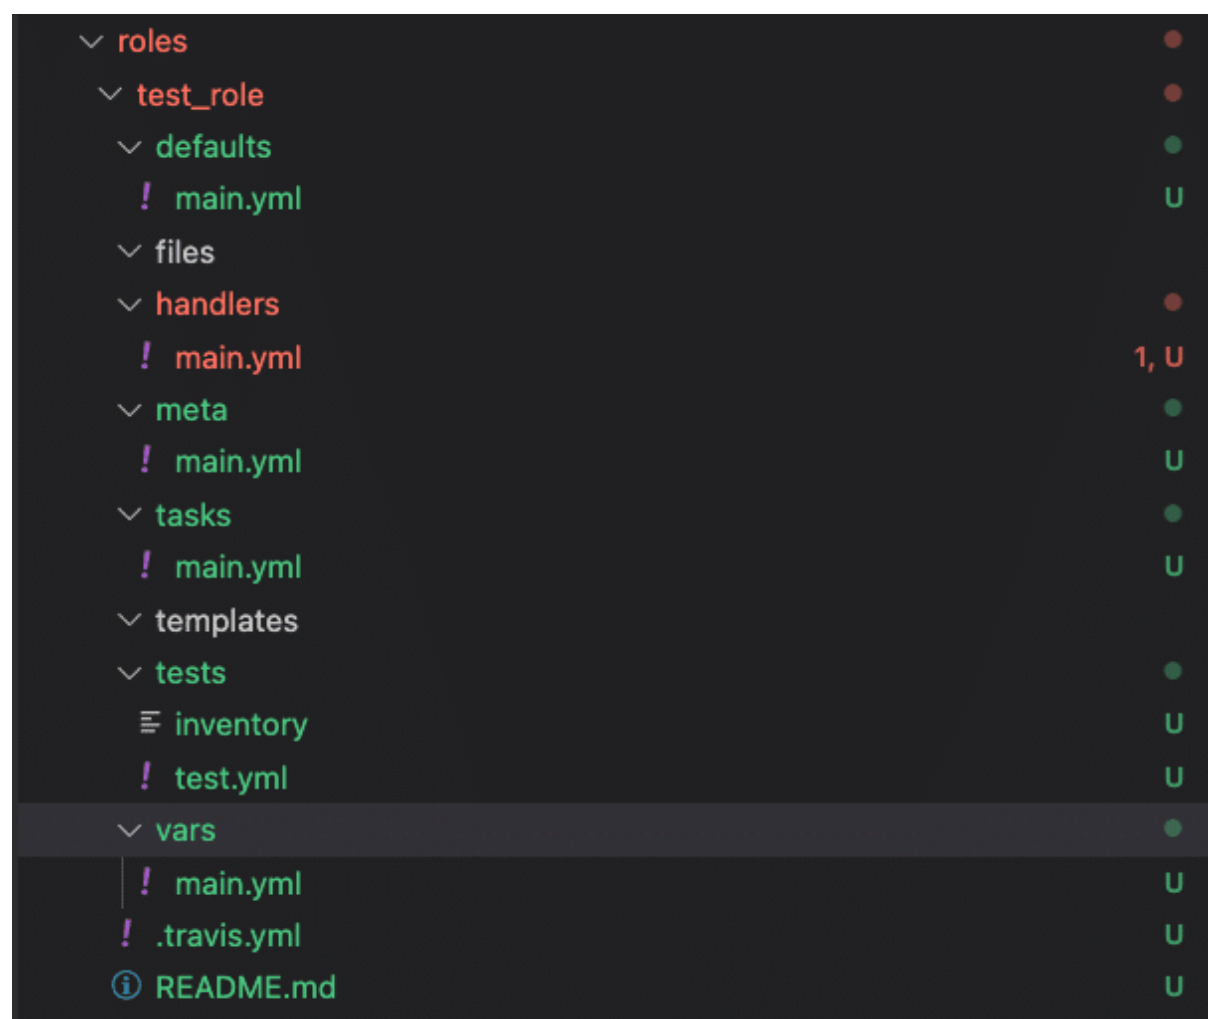 roles
test_role
defaults
! main.yml U
files
handlers
! main.yml 1, U
meta
! main.yml U
tasks
! main.yml U
templates
tests
inventory U
! test.yml U
vars
! main.yml U
! .travis.yml U
README.md U